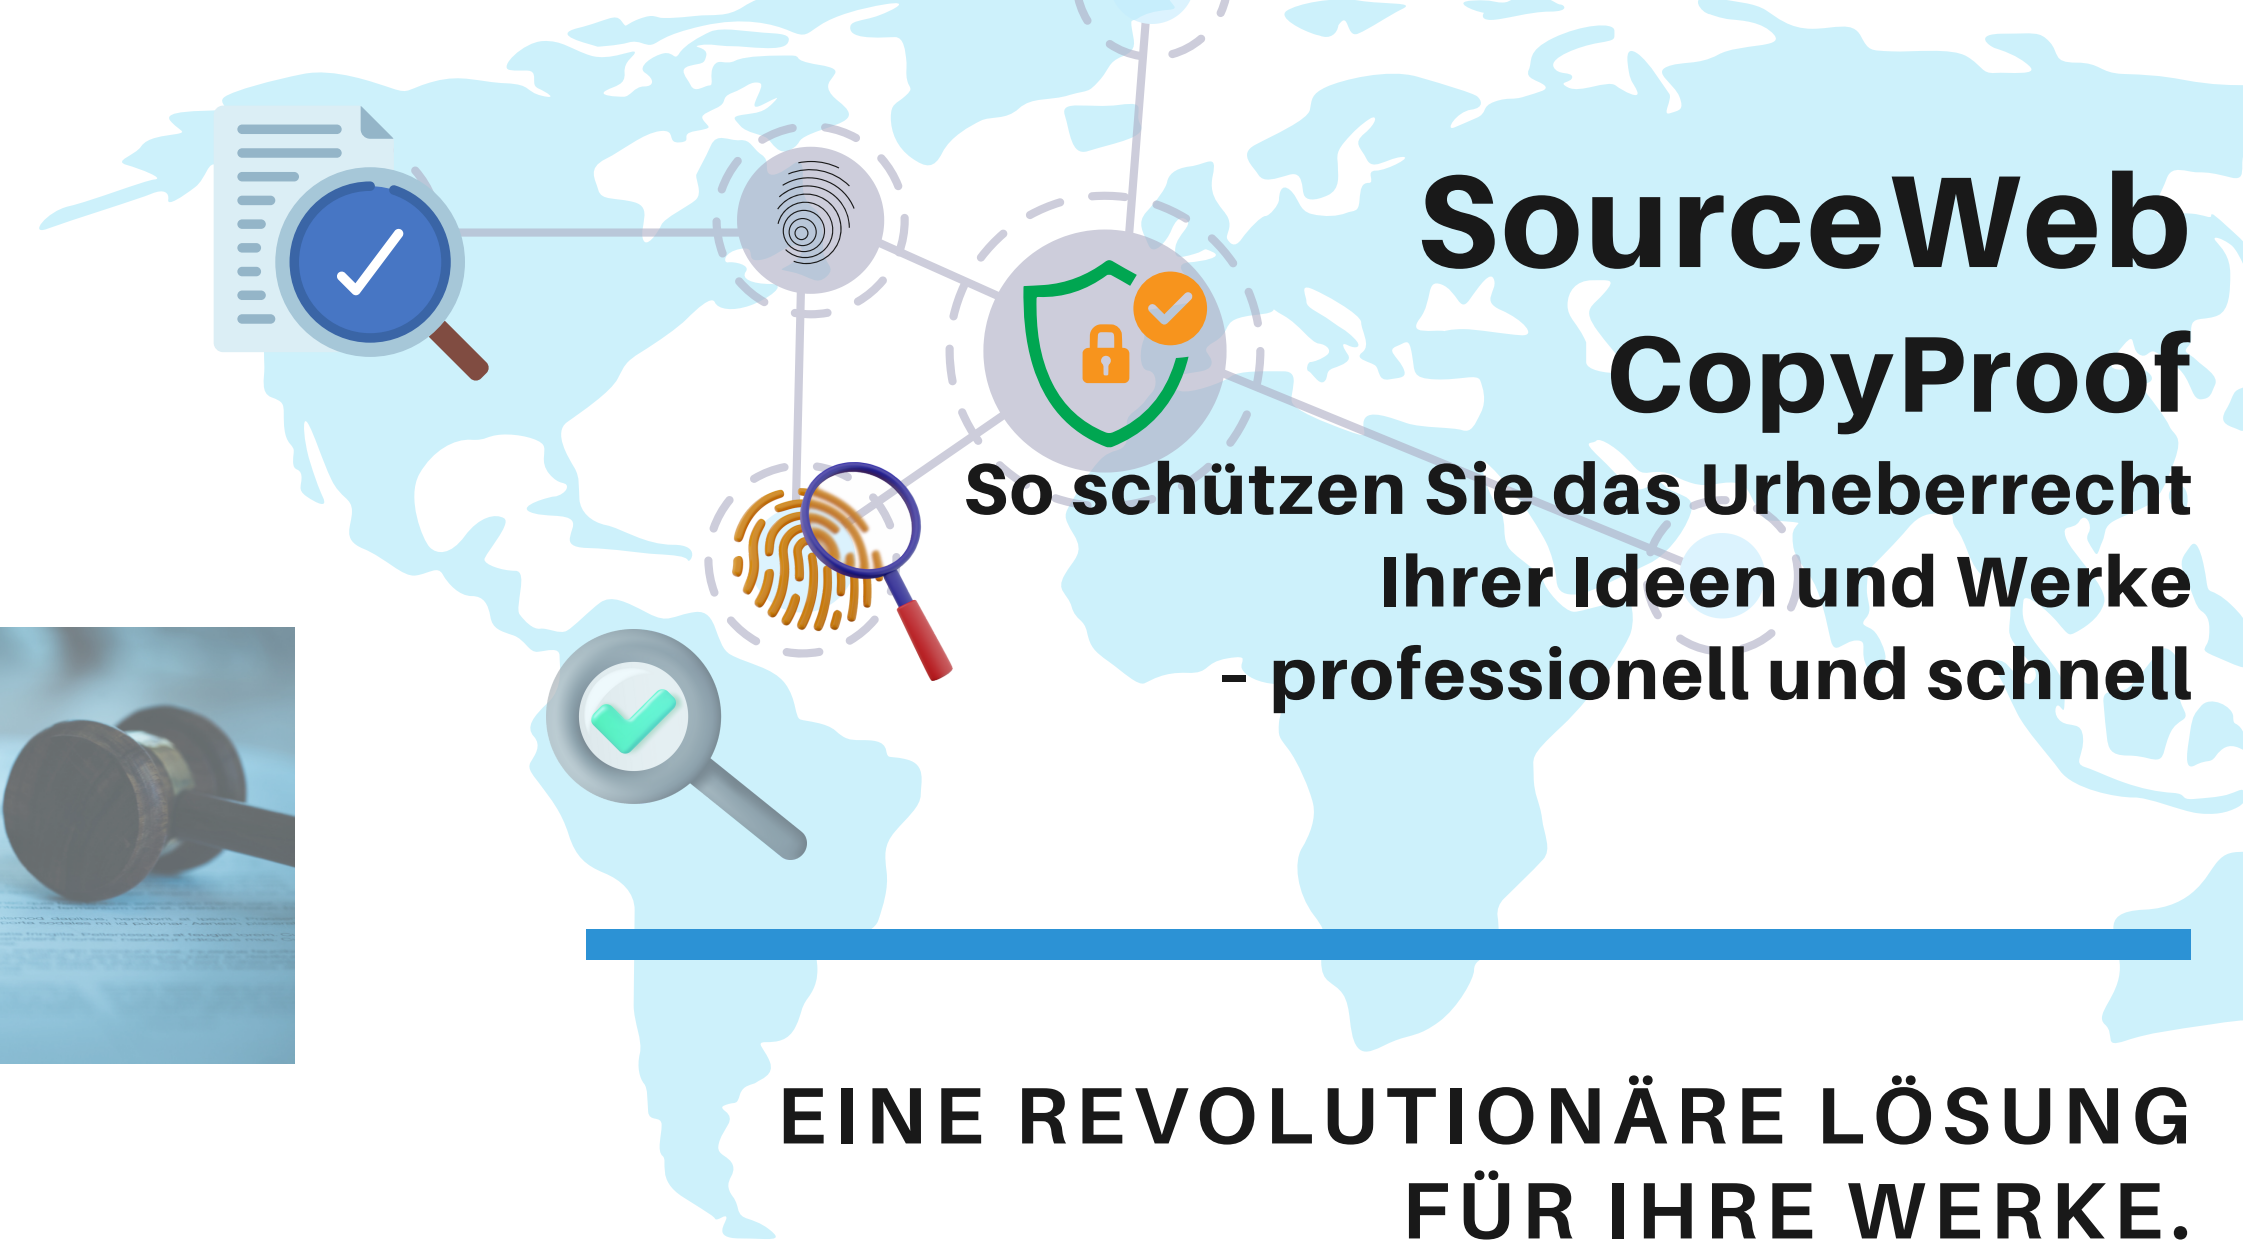 SourceWeb
CopyProof
So schützen Sie das Urheberrecht
Ihrer Ideen und Werke
- professionell und schnell
EINE REVOLUTIONÄRE LÖSUNG
FÜR IHRE WERKE.